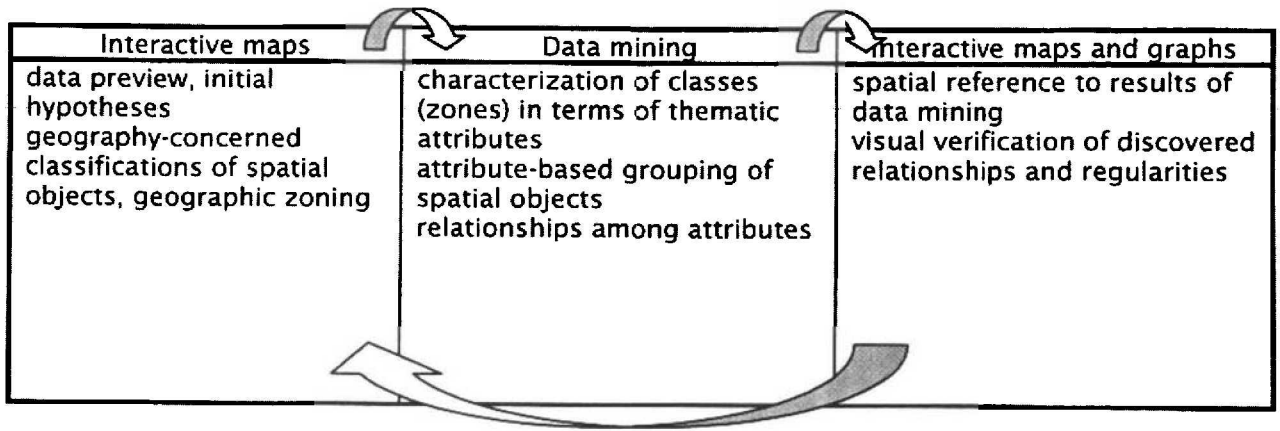 Interactive maps
data preview, initial
hypotheses
geography-concerned
classifications of spatial
objects, geographic zoning
Data mining
characterization of classes
(zones) in terms of thematic
attributes
attribute-based grouping of
spatial objects
relationships among attributes
Interactive maps and graphs
spatial reference to results of
data mining
visual verification of discovered
relationships and regularities